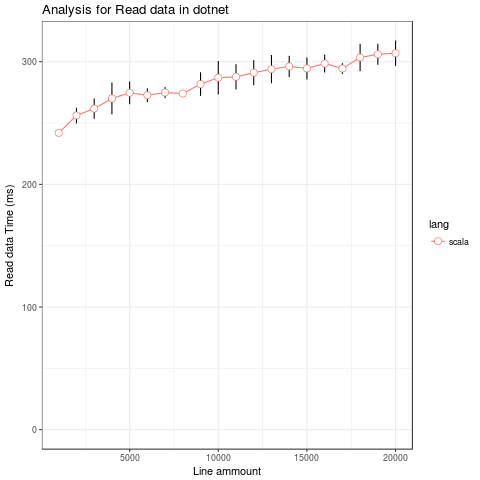 Analysis for Read data in dotnet
Read data Time (ms)
300
200
100
0
5000
10000
15000
20000
Line ammount
lang
scala